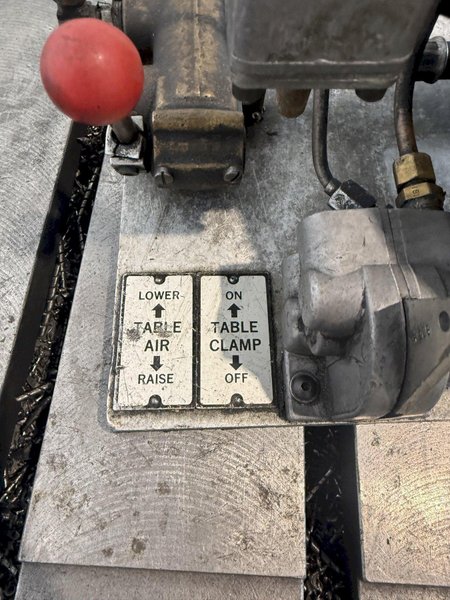 LOWER
TABLE
AIR
RAISE
ON
TABLE
CLAMP
OFF